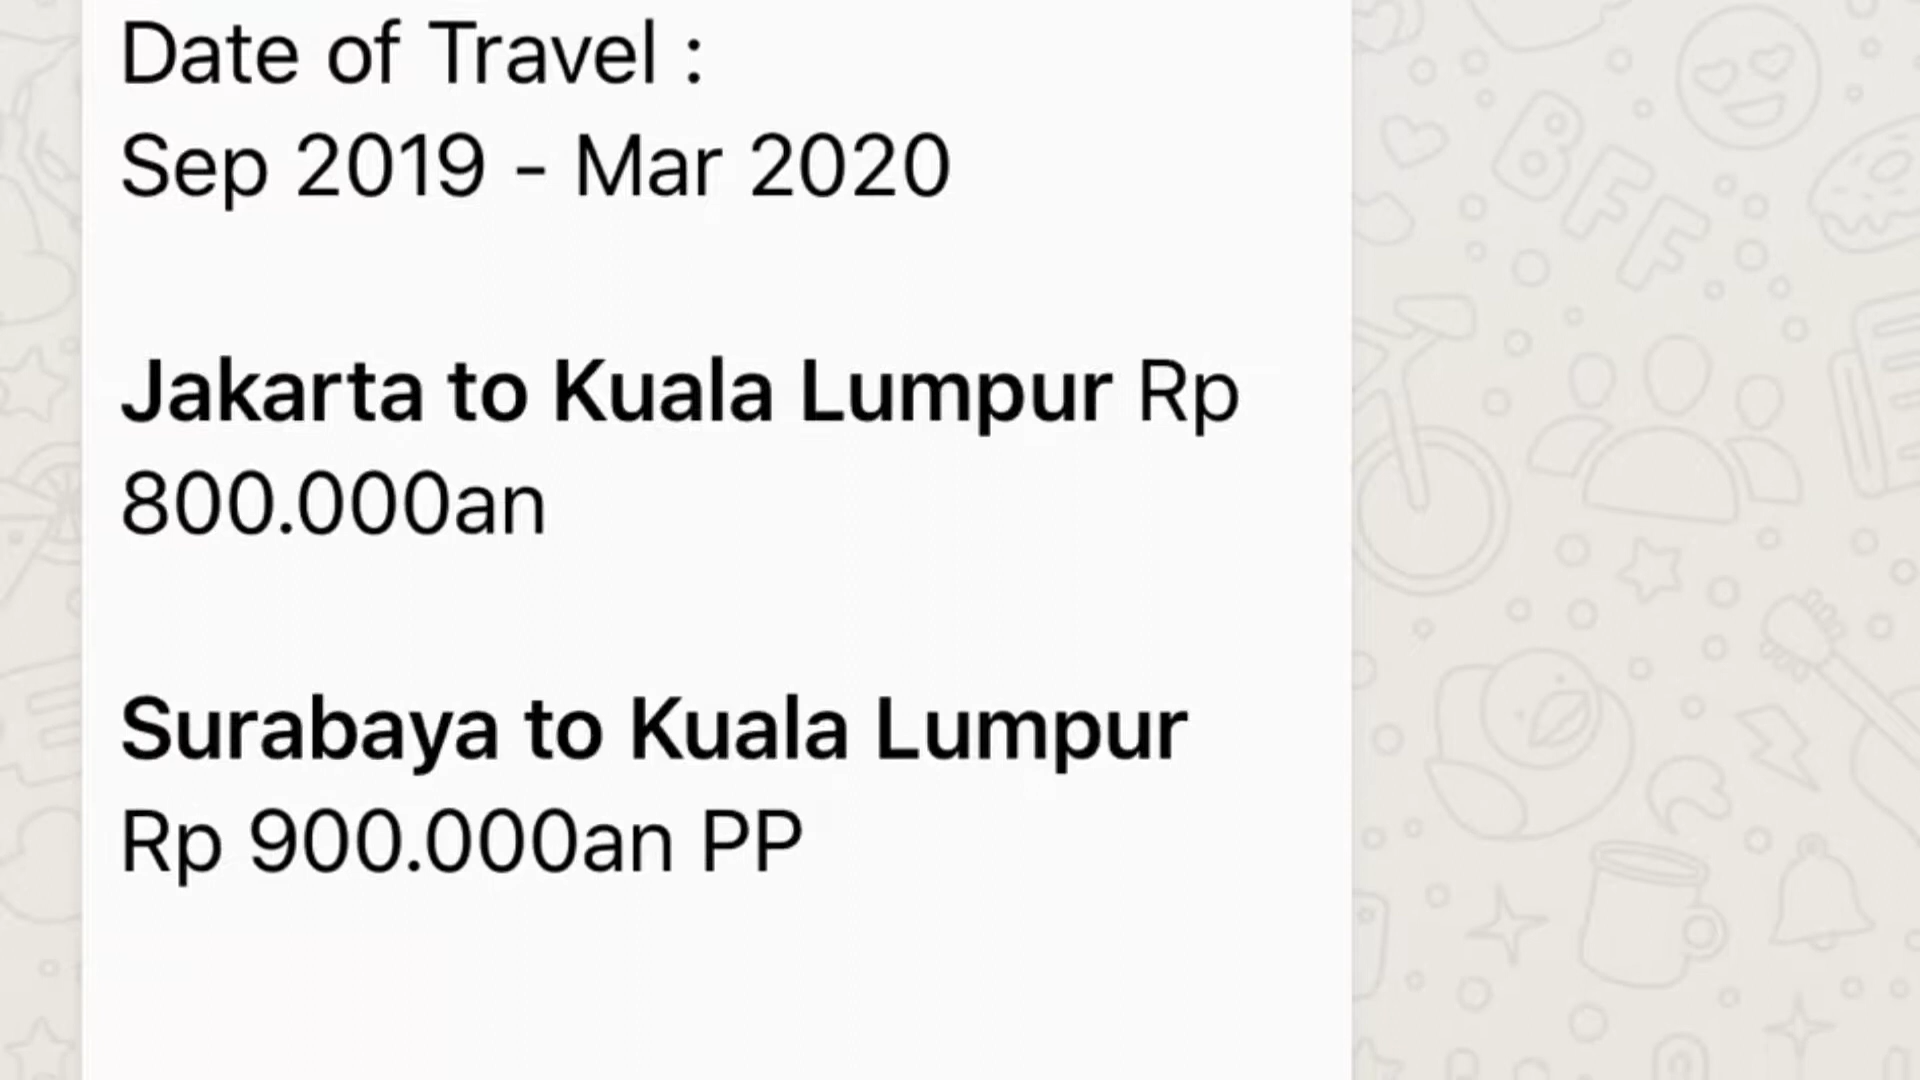 Date of Travel :
Sep 2019 - Mar 2020
Jakarta to Kuala Lumpur Rp
800.000an
Surabaya to Kuala Lumpur
Rp 900.000an PP
BFF